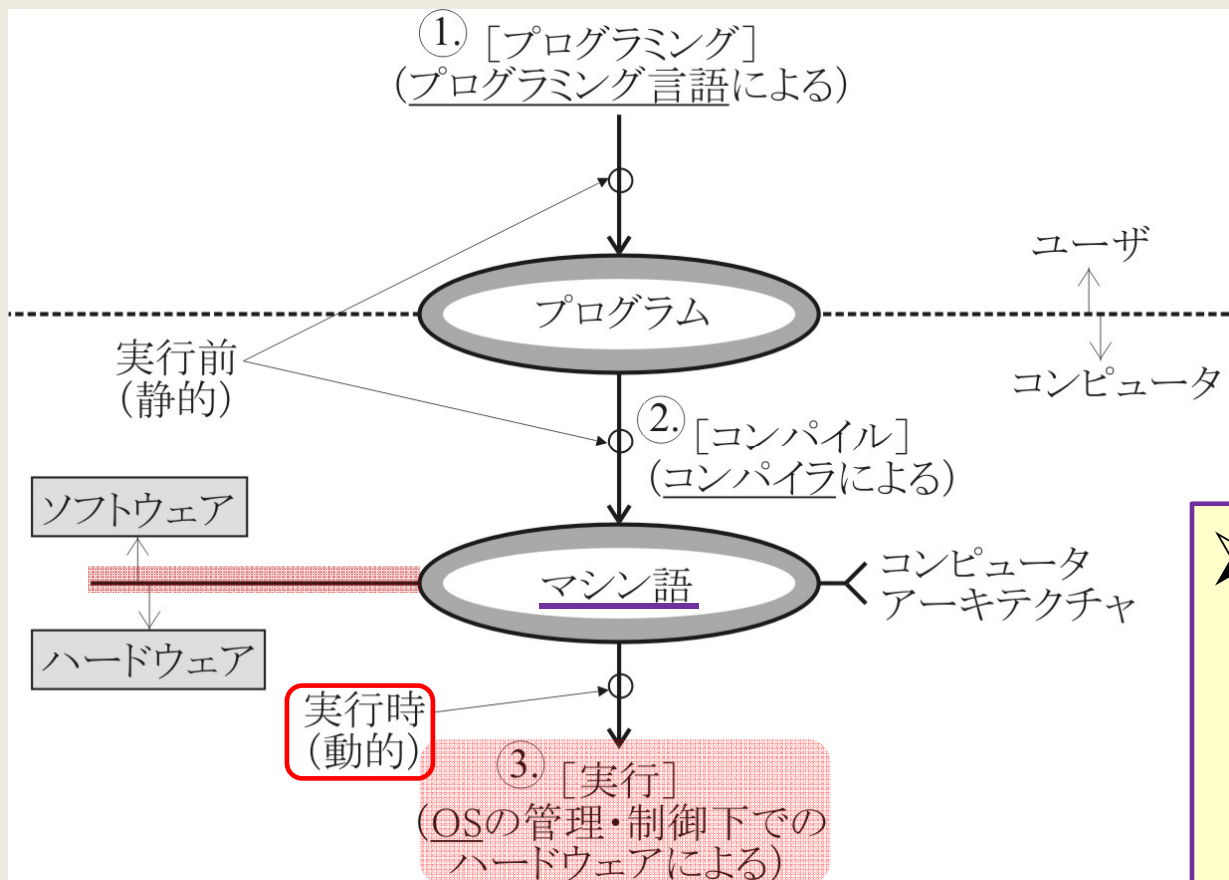 1. [プログラミング]
(プログラミング言語による)
ユーザ
プログラム
コンピュータ
実行前
(静的)
2. [コンパイル]
(コンパイラによる)
ソフトウェア
マシン語
コンピュータ
アーキテクチャ
ハードウェア
実行時
(動的)
3. [実行]
(OSの管理・制御下での
ハードウェアによる)